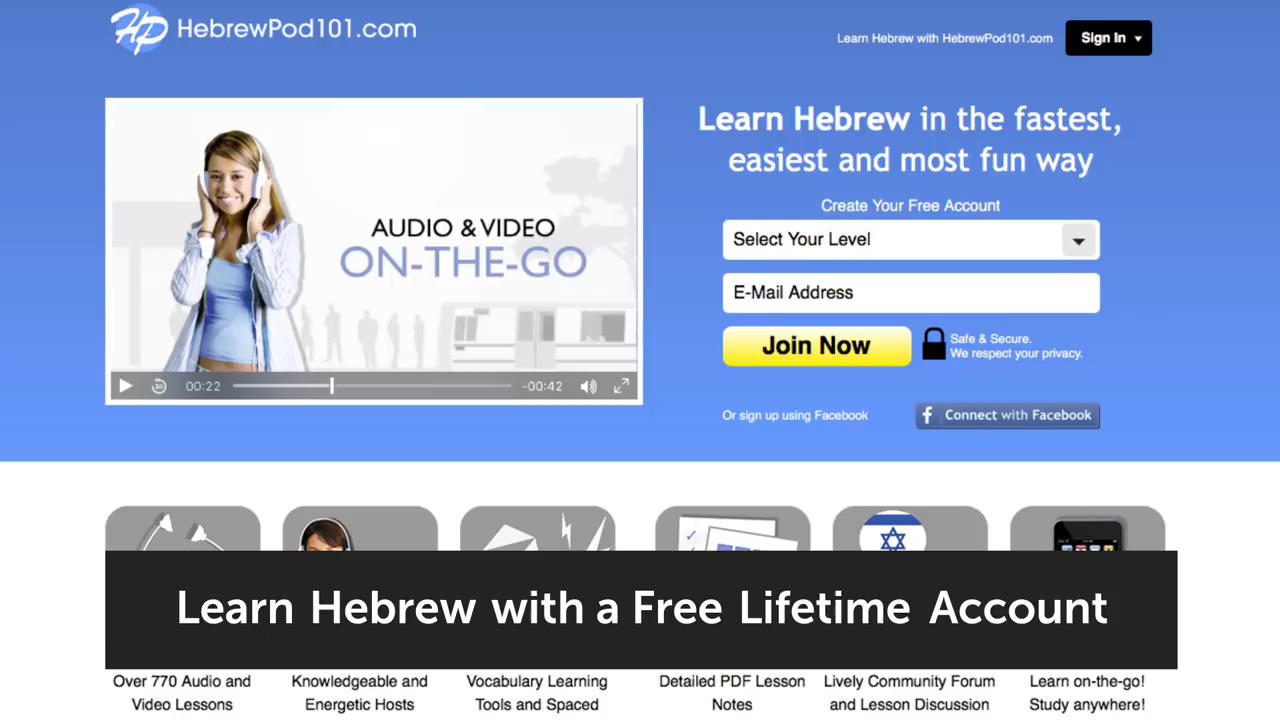 HP HebrewPod101.com
Learn Hebrew with HebrewPod101.com
Sign In
AUDIO & VIDEO
ON-THE-GO
30
00:22
-00:42
Learn Hebrew in the fastest,
easiest and most fun way
Create Your Free Account
Select Your Level
E-Mail Address
Join Now
Safe & Secure.
We respect your privacy.
Or sign up using Facebook
f Connect with Facebook
Learn Hebrew with a Free Lifetime Account
Over 770 Audio and
Video Lessons
Knowledgeable and
Energetic Hosts
Vocabulary Learning
Tools and Spaced
Detailed PDF Lesson
Notes
Lively Community Forum
and Lesson Discussion
Learn on-the-go!
Study anywhere!